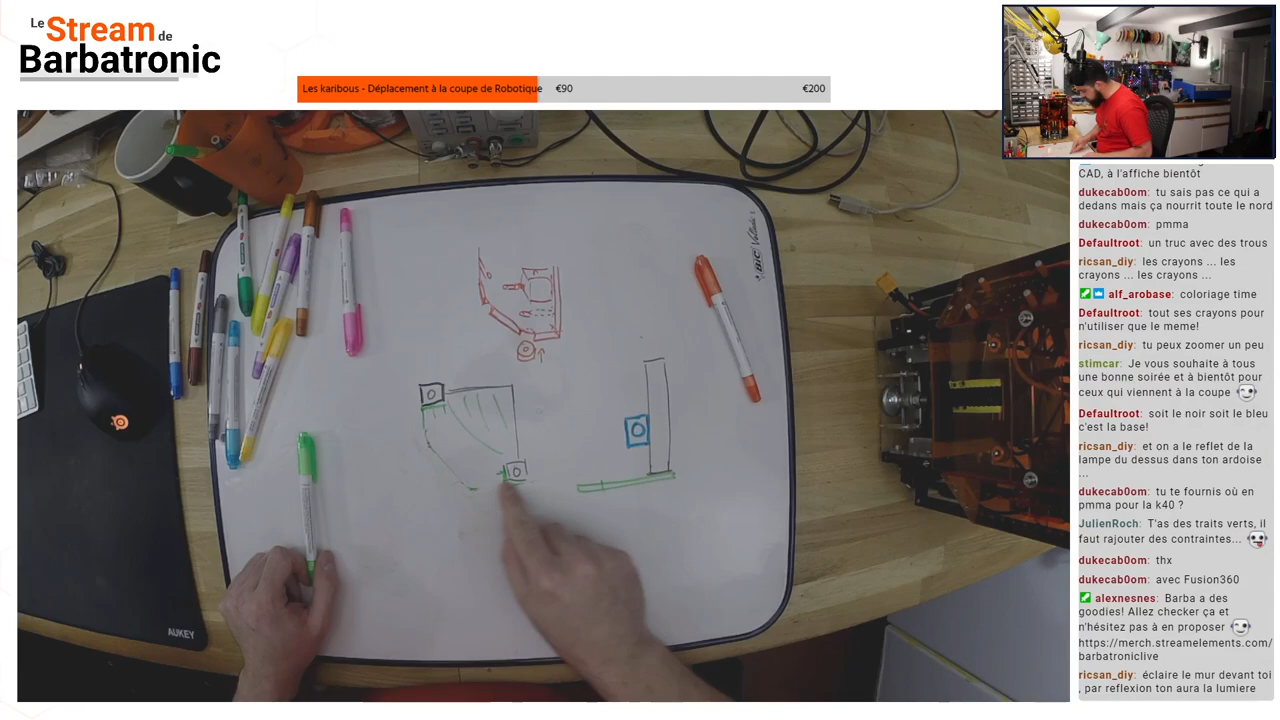 Le Stream de
Barbatronic
Les karibous - Déplacement à la coupe de Robotique €90 €200
BIC Velleda
AUKEY
CAD, à l'affiche bientôt
dukecab0om: tu sais pas ce qui a
dedans mais ça nourrit toute le nord
dukecab0om: pmma
Defaultroot: un truc avec des trous
ricsan_diy: les crayons ... les
crayons ... les crayons ...
alf_arobase: coloriage time
Defaultroot: tout ses crayons pour
n'utiliser que le meme!
ricsan_diy: tu peux zoomer un peu
stimcar: Je vous souhaite à tous
une bonne soirée et à bientôt pour
ceux qui viennent à la coupe
Defaultroot: soit le noir soit le bleu
c'est la base!
ricsan_diy: et on a le reflet de la
lampe du dessus dans ton ardoise
...
dukecab0om: tu te fournis où en
pmma pour la k40 ?
JulienRoch: T'as des traits verts, il
faut rajouter des contraintes...
dukecab0om: thx
dukecab0om: avec Fusion360
alexnesnes: Barba a des
goodies! Allez checker ça et
n'hésitez pas à en proposer
https://merch.streamelements.com/
barbatroniclive
ricsan_diy: éclaire le mur devant toi
, par reflexion ton aura la lumiere